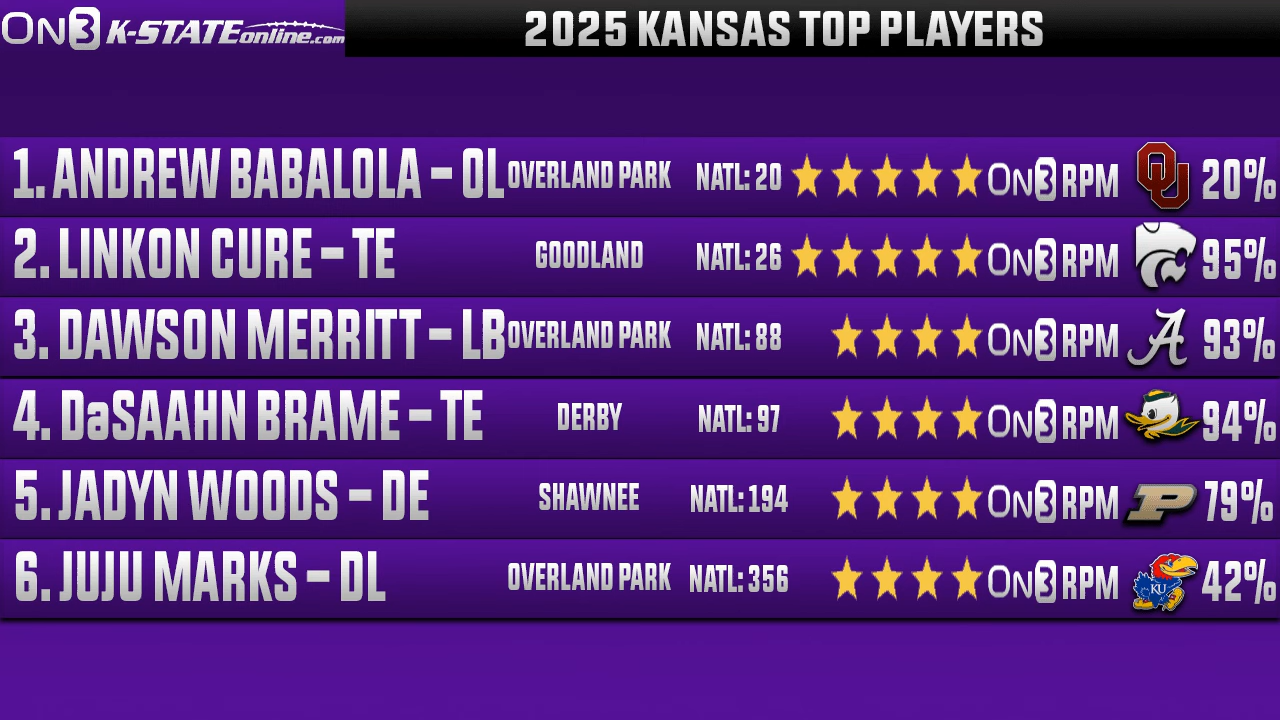 ON3 K-STATEonline.com 2025 KANSAS TOP PLAYERS
1. ANDREW BABALOLA – OL OVERLAND PARK NATL: 20 ON3 RPM OU 20%
2. LINKON CURE – TE GOODLAND NATL: 26 ON3 RPM 95%
3. DAWSON MERRITT – LB OVERLAND PARK NATL: 88 ON3 RPM A 93%
4. DaSAAHN BRAME – TE DERBY NATL: 97 ON3 RPM 94%
5. JADYN WOODS – DE SHAWNEE NATL: 194 ON3 RPM P 79%
6. JUJU MARKS – DL OVERLAND PARK NATL: 356 ON3 RPM KU 42%